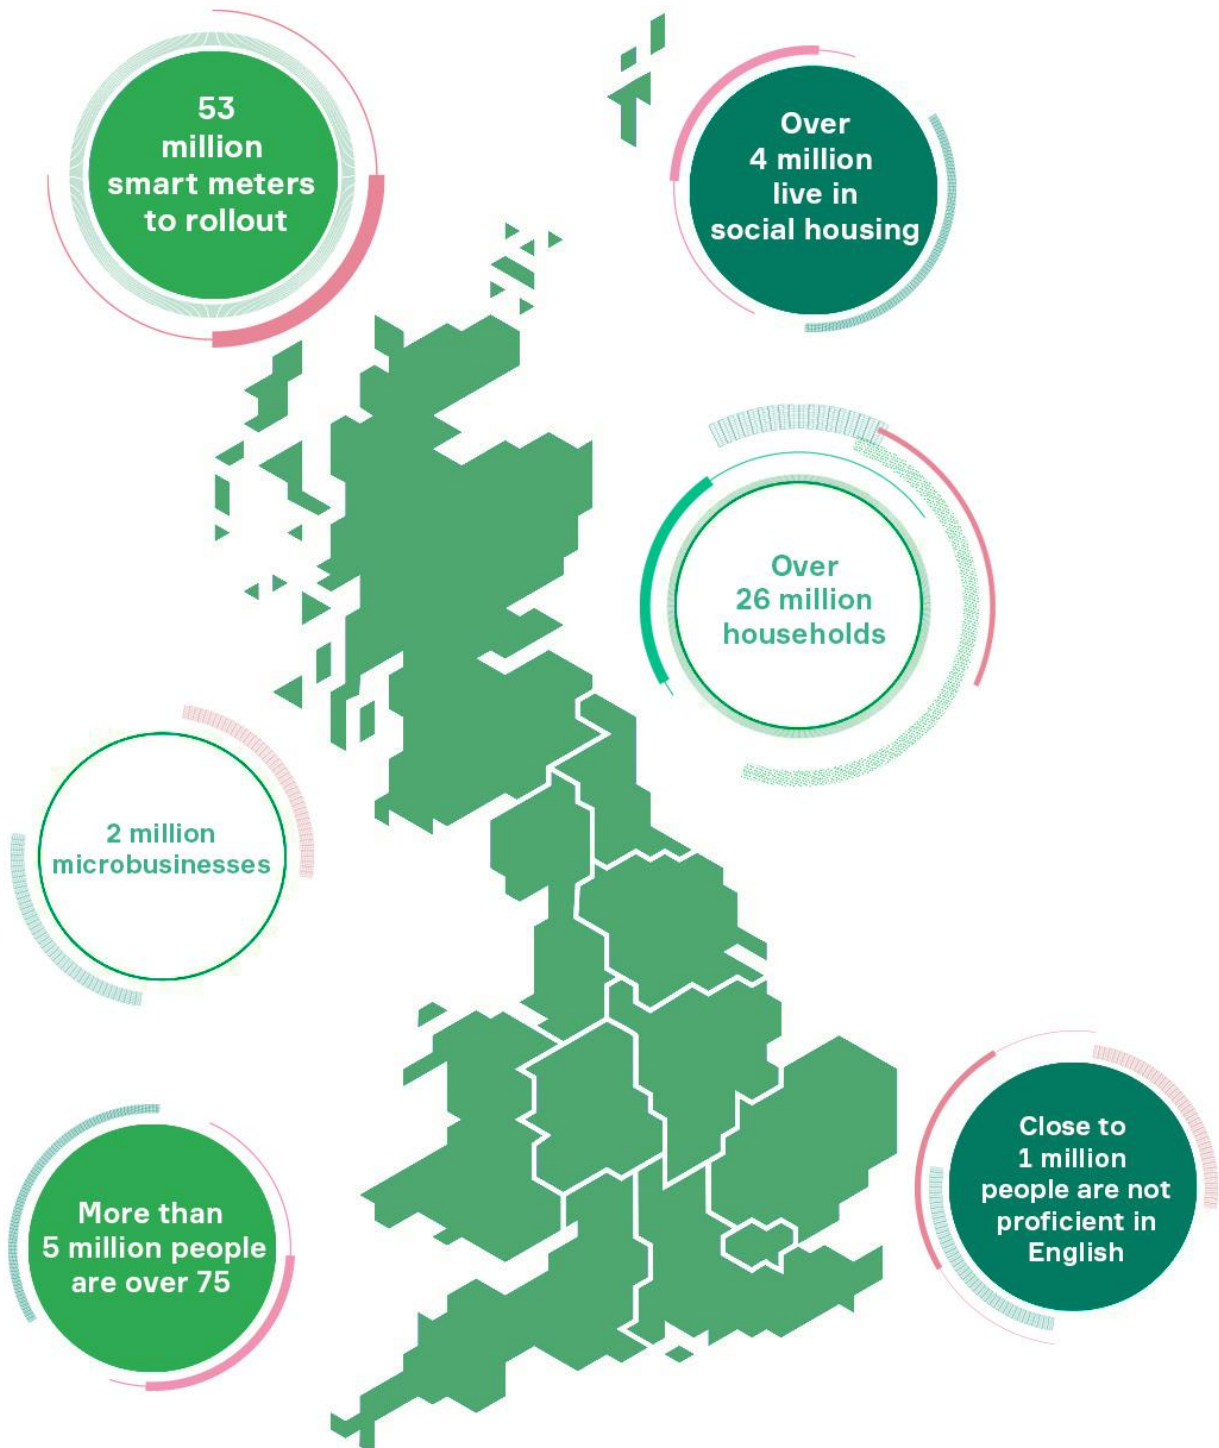 53
million
smart meters
to rollout
Over
4 million
live in
social housing
Over
26 million
households
2 million
microbusinesses
More than
5 million people
are over 75
Close to
1 million
people are not
proficient in
English